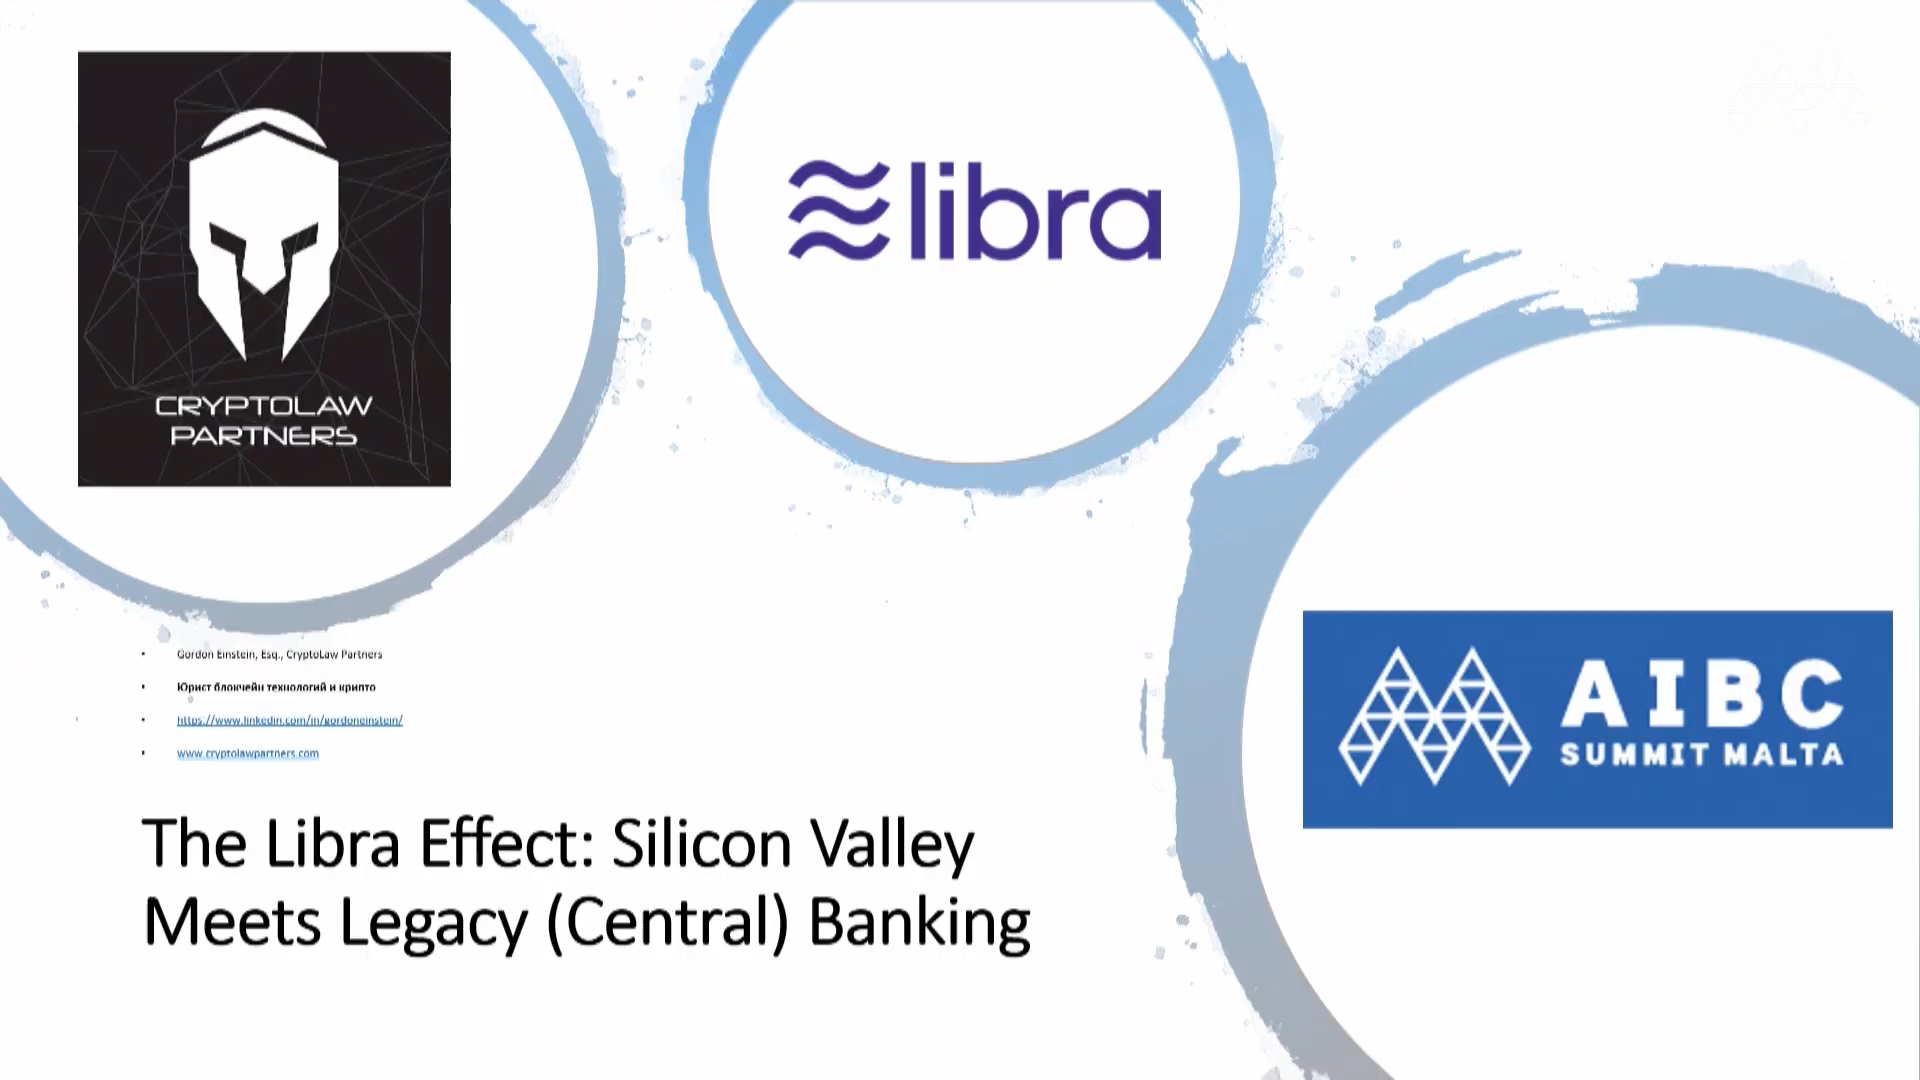 CRYPTOLAW
PARTNERS
libra
AIBC
SUMMIT MALTA
• Gordon Einstein, Esq., CryptoLaw Partners
• Юрист блокчейн технологий и крипто
• https://www.linkedin.com/in/gordoneinstein/
• www.cryptolawpartners.com
The Libra Effect: Silicon Valley
Meets Legacy (Central) Banking